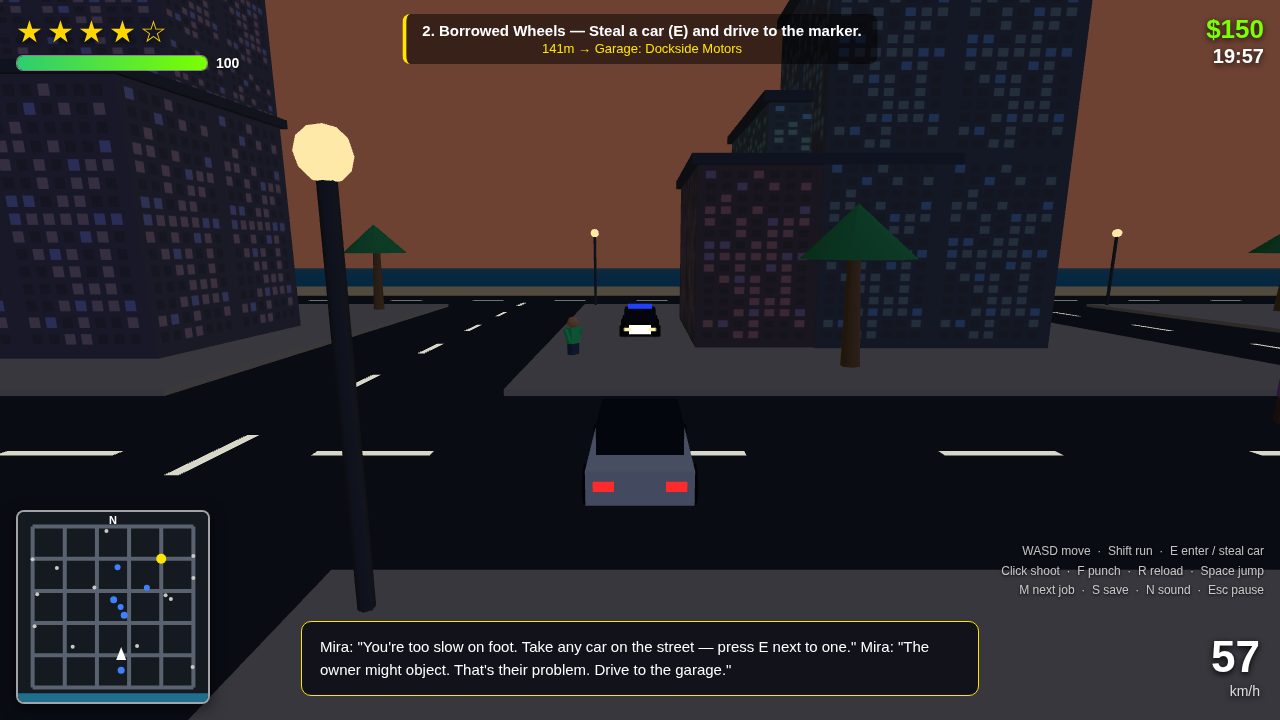 ★★★★☆
100
2. Borrowed Wheels — Steal a car (E) and drive to the marker.
141m → Garage: Dockside Motors
$150
19:57
N
WASD move · Shift run · E enter / steal car
Click shoot · F punch · R reload · Space jump
M next job · S save · N sound · Esc pause
Mira: "You're too slow on foot. Take any car on the street — press E next to one." Mira: "The
owner might object. That's their problem. Drive to the garage."
57
km/h